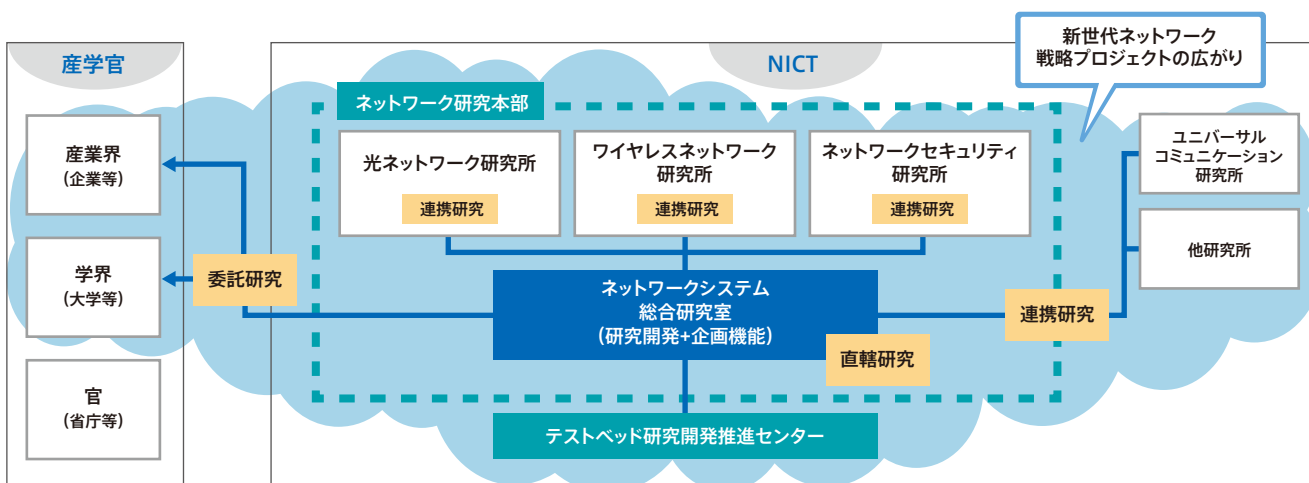 産学官
NICT
新世代ネットワーク
戦略プロジェクトの広がり
ネットワーク研究本部
産業界
(企業等)
光ネットワーク研究所
連携研究
ワイヤレスネットワーク
研究所
連携研究
ネットワークセキュリティ
研究所
連携研究
ユニバーサル
コミュニケーション
研究所
学界
(大学等)
委託研究
ネットワークシステム
総合研究室
(研究開発+企画機能)
直轄研究
連携研究
他研究所
官
(省庁等)
テストベッド研究開発推進センター